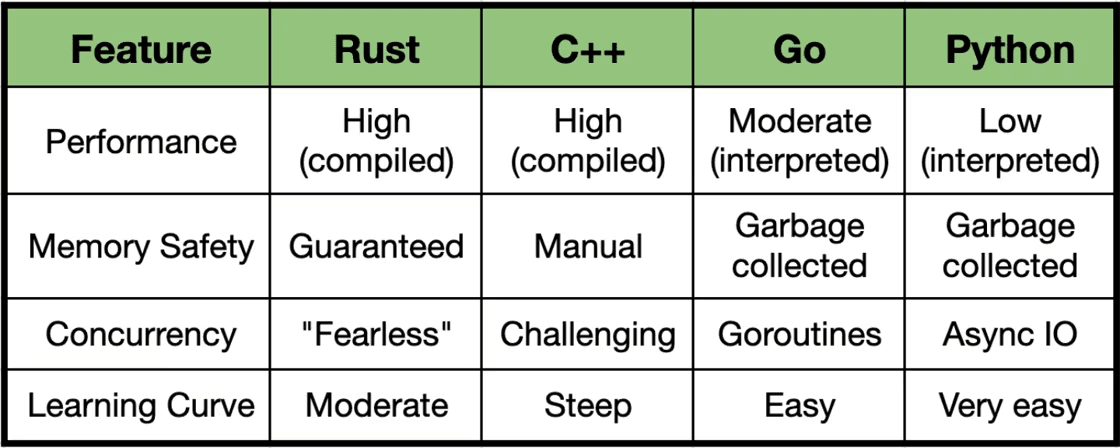 Feature Rust C++ Go Python
Performance High (compiled) High (compiled) Moderate (interpreted) Low (interpreted)
Memory Safety Guaranteed Manual Garbage collected Garbage collected
Concurrency "Fearless" Challenging Goroutines Async IO
Learning Curve Moderate Steep Easy Very easy